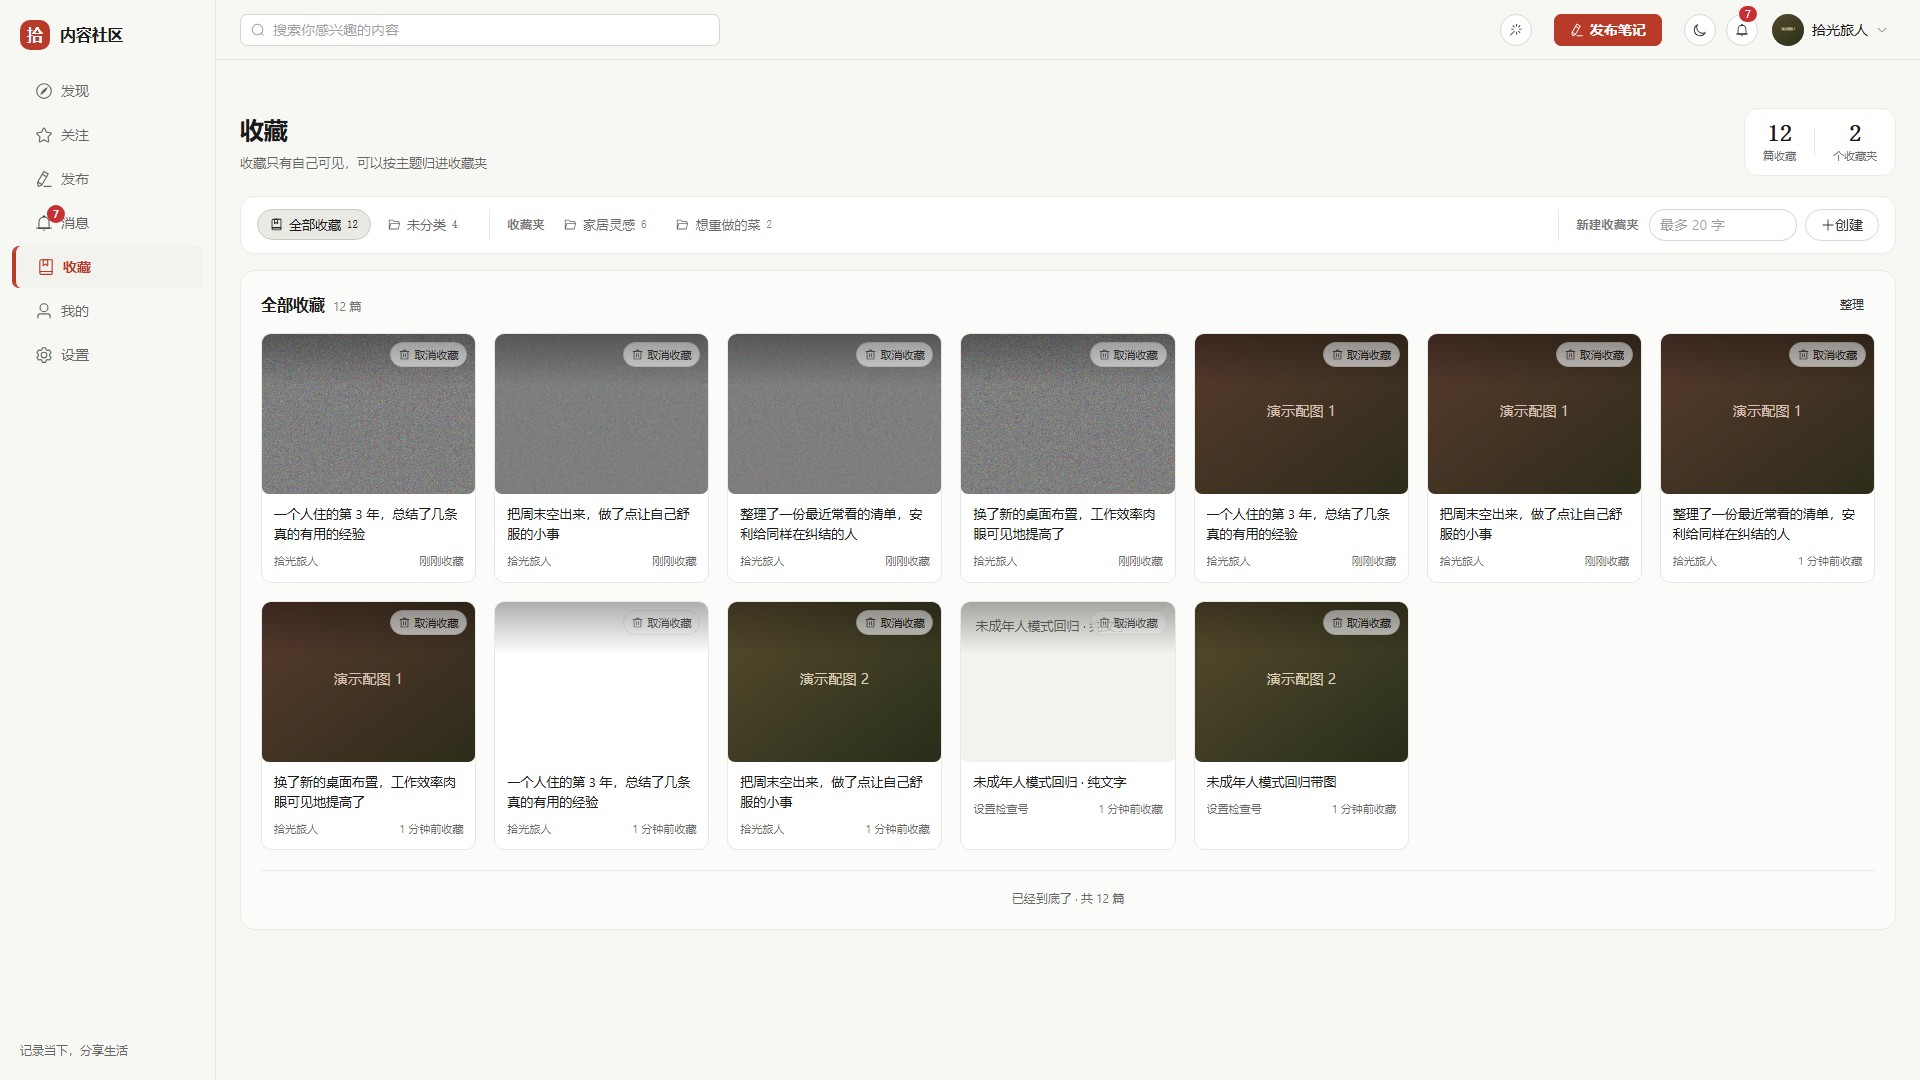 拾 内容社区
搜索你感兴趣的内容
发布笔记
7
拾光旅人
发现
关注
发布
7
消息
收藏
我的
设置
记录当下，分享生活
收藏
收藏只有自己可见，可以按主题归进收藏夹
12
篇收藏
2
个收藏夹
全部收藏 12
未分类 4
收藏夹
家居灵感 6
想重做的菜 2
新建收藏夹
最多 20 字
创建
全部收藏 12 篇
整理
取消收藏
一个人住的第 3 年，总结了几条
真的有用的经验
拾光旅人 刚刚收藏
取消收藏
把周末空出来，做了点让自己舒
服的小事
拾光旅人 刚刚收藏
取消收藏
整理了一份最近常看的清单，安
利给同样在纠结的人
拾光旅人 刚刚收藏
取消收藏
换了新的桌面布置，工作效率肉
眼可见地提高了
拾光旅人 刚刚收藏
取消收藏
演示配图 1
一个人住的第 3 年，总结了几条
真的有用的经验
拾光旅人 刚刚收藏
取消收藏
演示配图 1
把周末空出来，做了点让自己舒
服的小事
拾光旅人 刚刚收藏
取消收藏
演示配图 1
整理了一份最近常看的清单，安
利给同样在纠结的人
拾光旅人 1 分钟前收藏
取消收藏
演示配图 1
换了新的桌面布置，工作效率肉
眼可见地提高了
拾光旅人 1 分钟前收藏
取消收藏
一个人住的第 3 年，总结了几条
真的有用的经验
拾光旅人 1 分钟前收藏
取消收藏
演示配图 2
把周末空出来，做了点让自己舒
服的小事
拾光旅人 1 分钟前收藏
未成年人模式回归 ·
取消收藏
未成年人模式回归 · 纯文字
设置检查号 1 分钟前收藏
取消收藏
演示配图 2
未成年人模式回归带图
设置检查号 1 分钟前收藏
已经到底了 · 共 12 篇